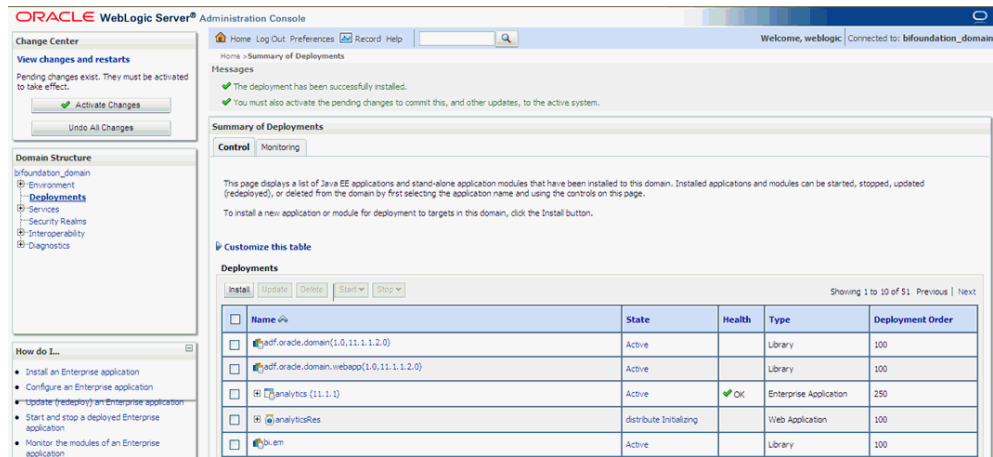 ORACLE WebLogic Server® Administration Console
Change Center
View changes and restarts
Pending changes exist. They must be activated
to take effect.
Activate Changes
Undo All Changes
Domain Structure
bifoundation_domain
Environment
Deployments
Services
Security Realms
Interoperability
Diagnostics
How do I...
Install an Enterprise application
Configure an Enterprise application
Update (redeploy) an Enterprise application
Start and stop a deployed Enterprise
application
Monitor the modules of an Enterprise
application
Home Log Out Preferences Record Help
Welcome, weblogic Connected to: bifoundation_domain
Home >Summary of Deployments
Messages
The deployment has been successfully installed.
You must also activate the pending changes to commit this, and other updates, to the active system.
Summary of Deployments
Control Monitoring
This page displays a list of Java EE applications and stand-alone application modules that have been installed to this domain. Installed applications and modules can be started, stopped, updated
(redeployed), or deleted from the domain by first selecting the application name and using the controls on this page.
To install a new application or module for deployment to targets in this domain, click the Install button.
Customize this table
Deployments
Install Update Delete Start Stop
Showing 1 to 10 of 51 Previous | Next
Name State Health Type Deployment Order
adf.oracle.domain(1.0,11.1.1.2.0) Active Library 100
adf.oracle.domain.webapp(1.0,11.1.1.2.0) Active Library 100
analytics (11.1.1) Active OK Enterprise Application 250
analyticsRes distribute Initializing Web Application 100
bi.em Active Library 100